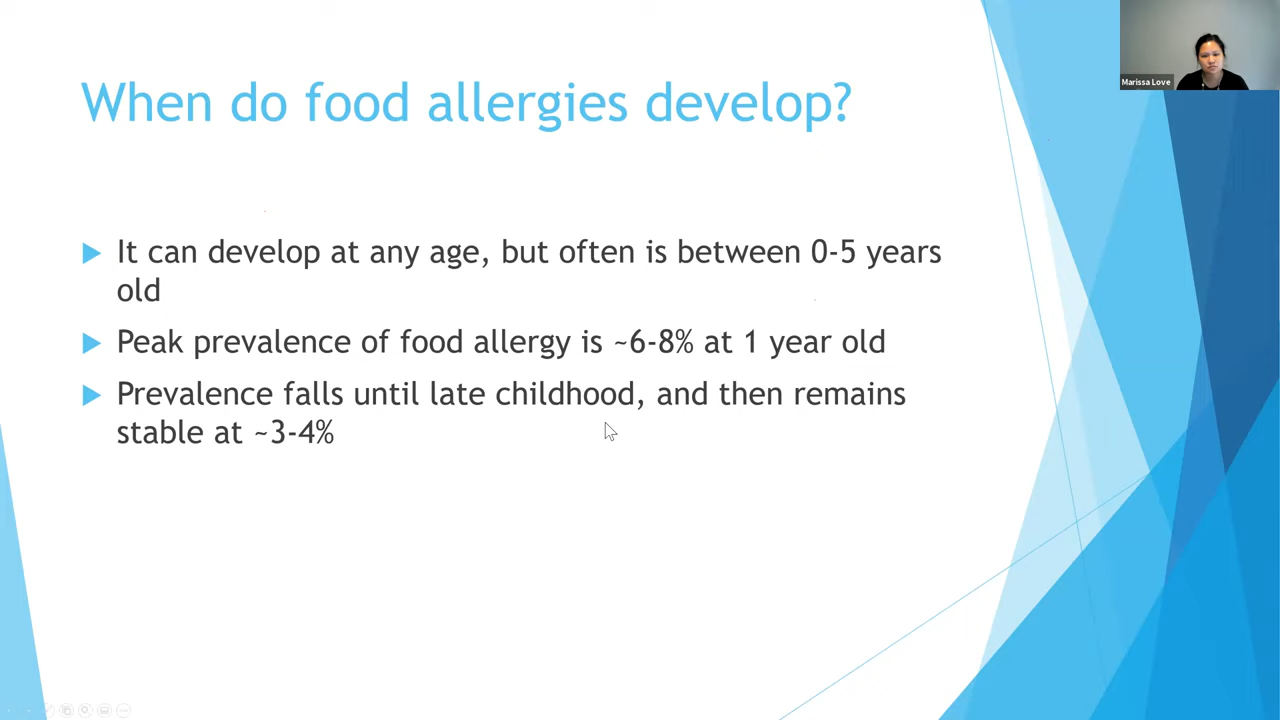 Marissa Love
When do food allergies develop?
It can develop at any age, but often is between 0-5 years
old
Peak prevalence of food allergy is ~6-8% at 1 year old
Prevalence falls until late childhood, and then remains
stable at ~3-4%